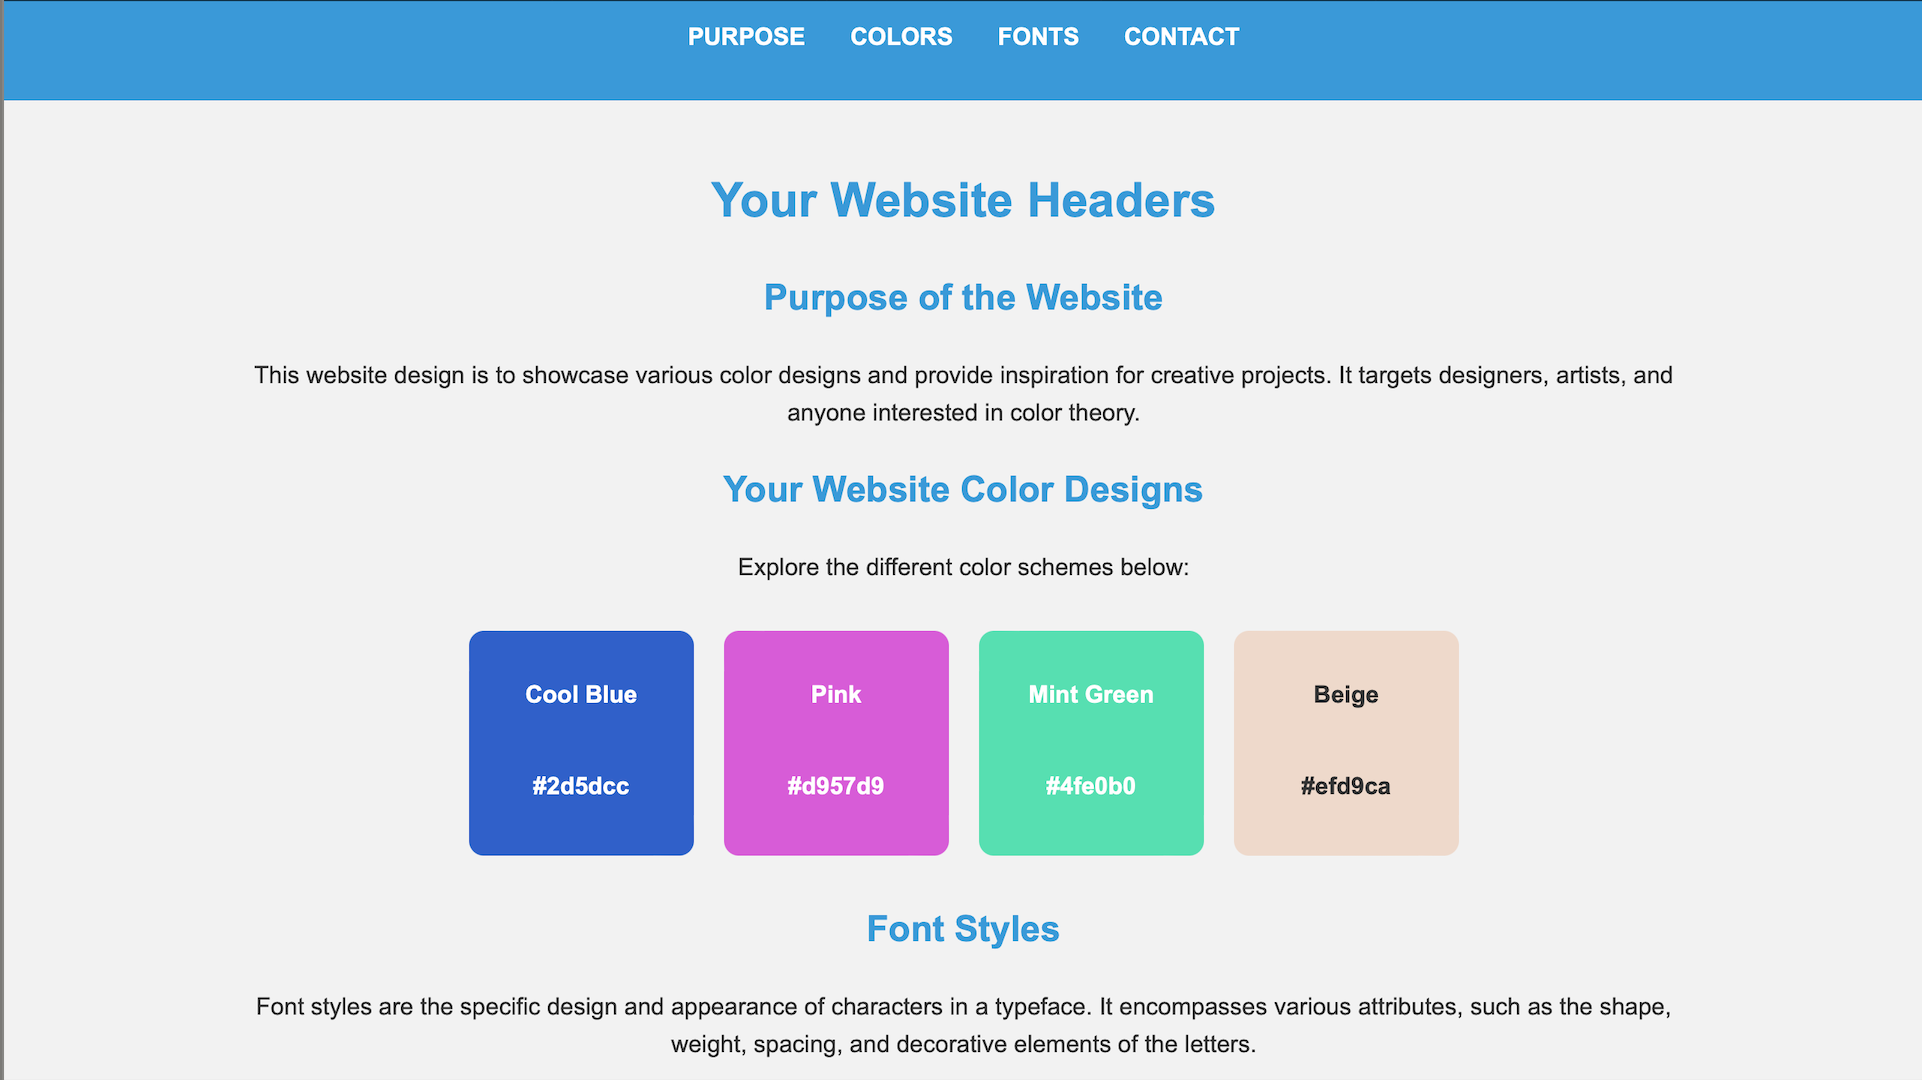 PURPOSE COLORS FONTS CONTACT
Your Website Headers
Purpose of the Website
This website design is to showcase various color designs and provide inspiration for creative projects. It targets designers, artists, and
anyone interested in color theory.
Your Website Color Designs
Explore the different color schemes below:
Cool Blue
#2d5dcc
Pink
#d957d9
Mint Green
#4fe0b0
Beige
#efd9ca
Font Styles
Font styles are the specific design and appearance of characters in a typeface. It encompasses various attributes, such as the shape,
weight, spacing, and decorative elements of the letters.